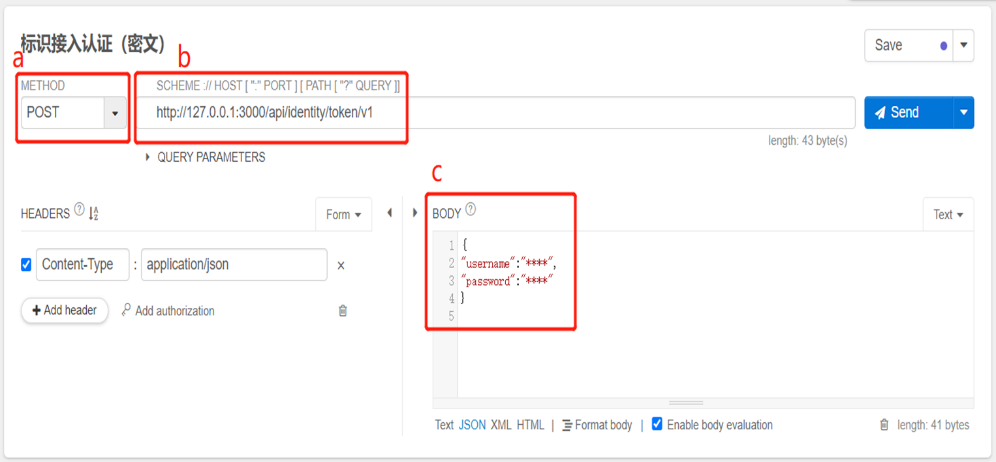 标识接入认证（密文）
Save
a
b
METHOD
SCHEME :// HOST [ ":" PORT ] [ PATH [ "?" QUERY ]]
POST
http://127.0.0.1:3000/api/identity/token/v1
Send
length: 43 byte(s)
QUERY PARAMETERS
c
HEADERS ?
Form
BODY ?
Text
Content-Type : application/json ×
+ Add header
Add authorization
1 {
2 "username":"****",
3 "password":"****"
4 }
5
Text JSON XML HTML | Format body | Enable body evaluation
length: 41 bytes